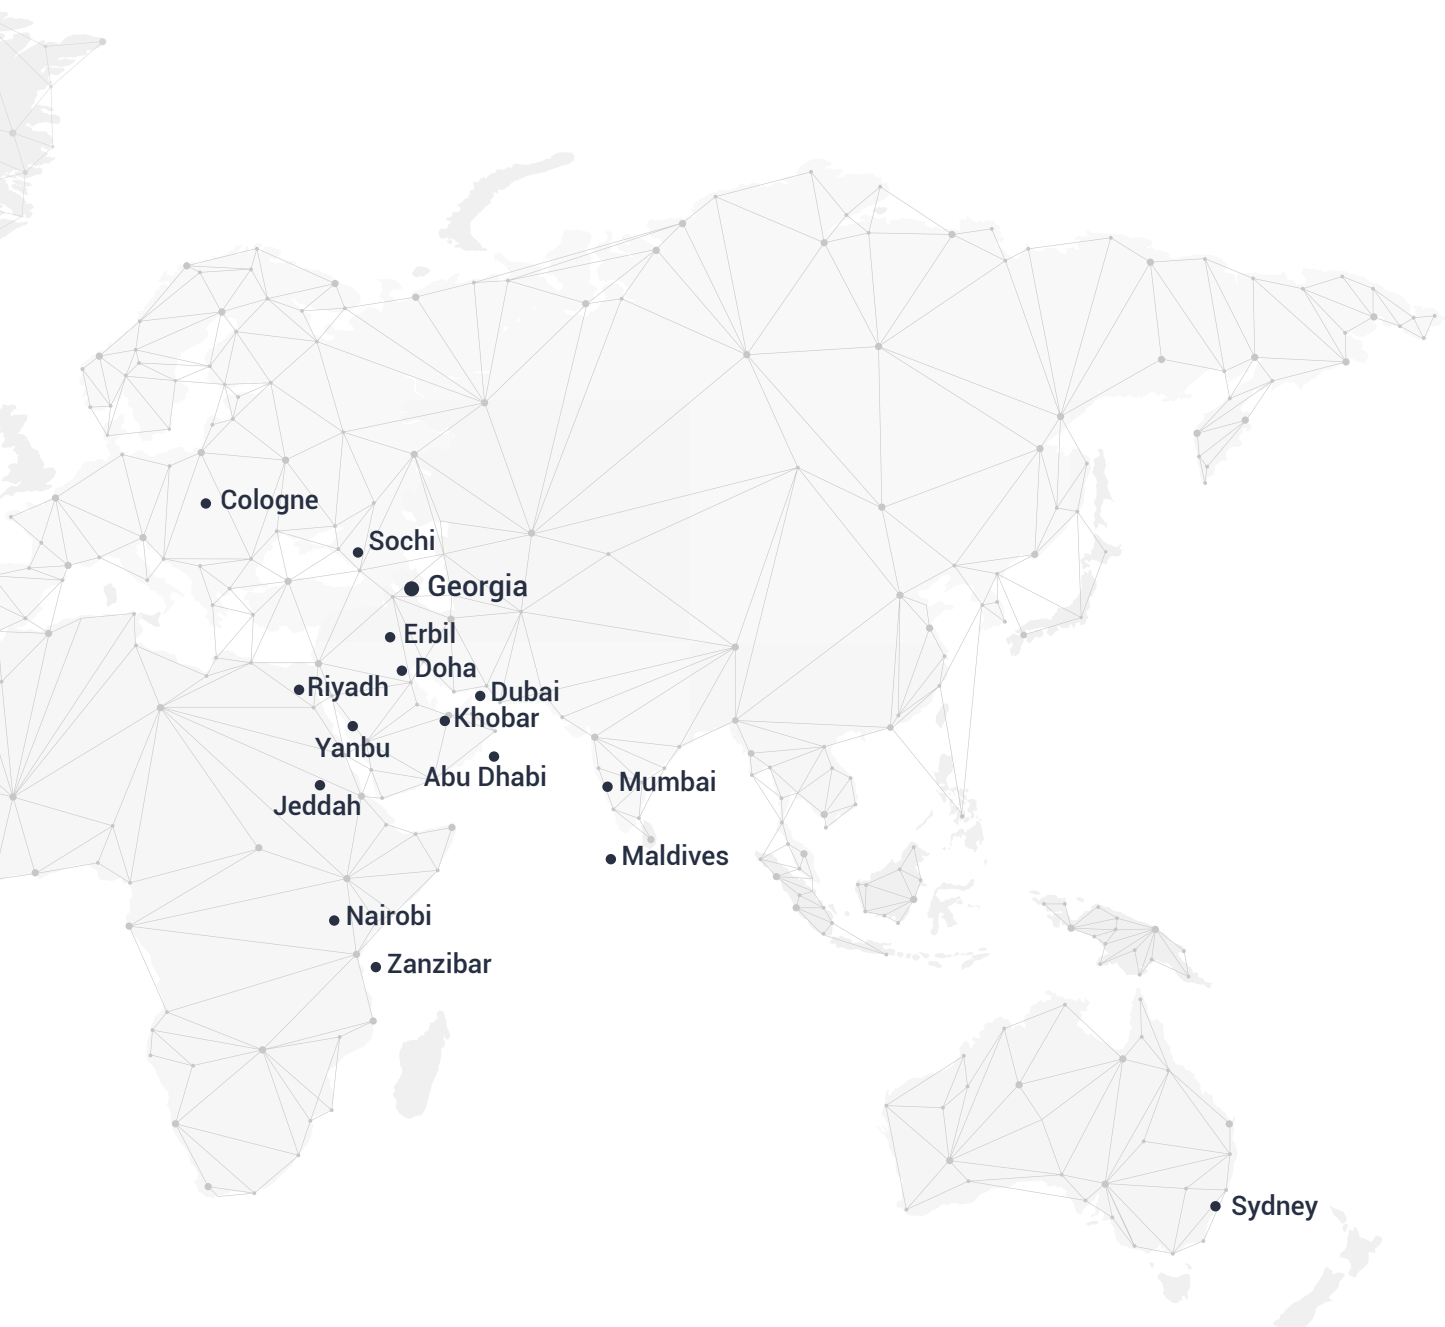 Cologne
Sochi
Georgia
Erbil
Doha
Riyadh
Dubai
Khobar
Yanbu
Abu Dhabi
Mumbai
Jeddah
Maldives
Nairobi
Zanzibar
Sydney